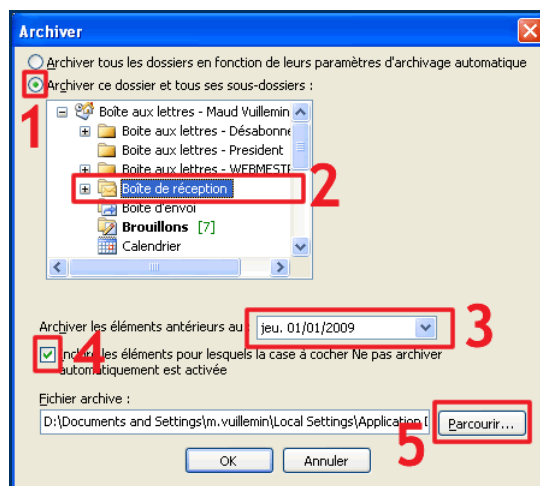 Archiver
Archiver tous les dossiers en fonction de leurs paramètres d'archivage automatique
Archiver ce dossier et tous ses sous-dossiers :
1
Boîte aux lettres - Maud Vuillemin
Boite aux lettres - Désabonne
Boite aux lettres - President
Boite aux lettres - WEBMESTR
Boîte de réception
2
Boîte d'envoi
Brouillons [7]
Calendrier
Archiver les éléments antérieurs au :
jeu. 01/01/2009
3
4
Inclure les éléments pour lesquels la case à cocher Ne pas archiver
automatiquement est activée
Fichier archive :
D:\Documents and Settings\m.vuillemin\Local Settings\Application D
5
Parcourir...
OK
Annuler